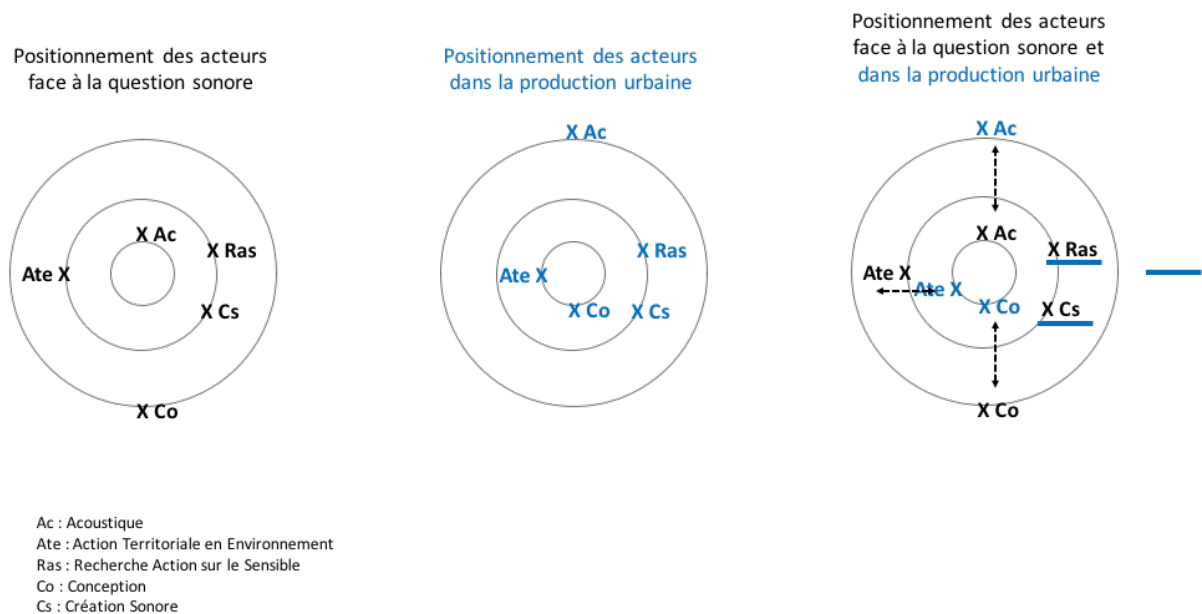 Positionnement des acteurs
face à la question sonore
Positionnement des acteurs
dans la production urbaine
Positionnement des acteurs
face à la question sonore et
dans la production urbaine
X Ac
X Ras
Ate X
X Cs
X Co
X Ac
X Ras
Ate X
X Co
X Cs
X Ac
X Ac
X Ras
Ate X
Ate X
X Co
X Cs
X Co
Ac : Acoustique
Ate : Action Territoriale en Environnement
Ras : Recherche Action sur le Sensible
Co : Conception
Cs : Création Sonore